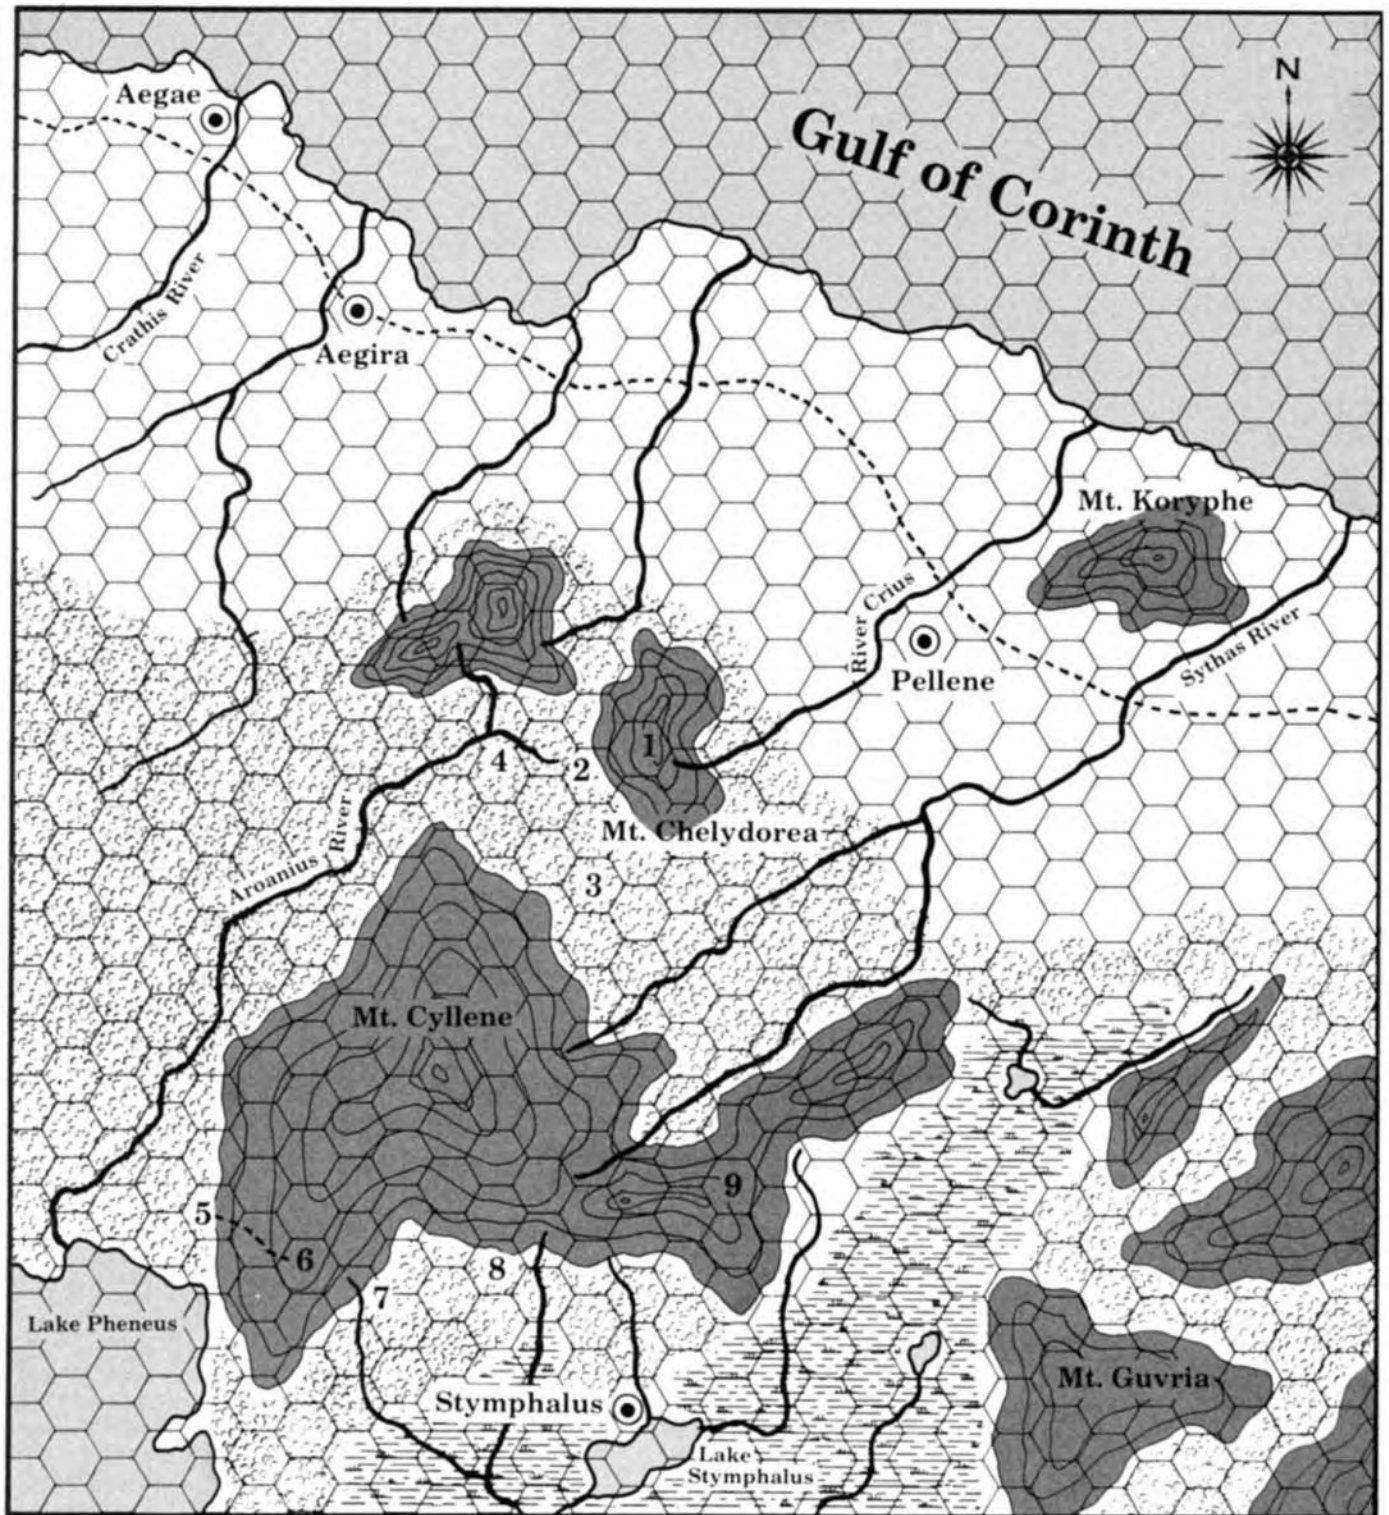 N
Aegae
Gulf of Corinth
Crathis River
Aegira
Mt. Koryphe
River Crius
Pellene
Sythas River
1
4
2
Aroanius River
Mt. Chelydorea
3
Mt. Cyllene
9
5
6
8
7
Lake Pheneus
Mt. Guvria
Stymphalus
Lake
Stymphalus